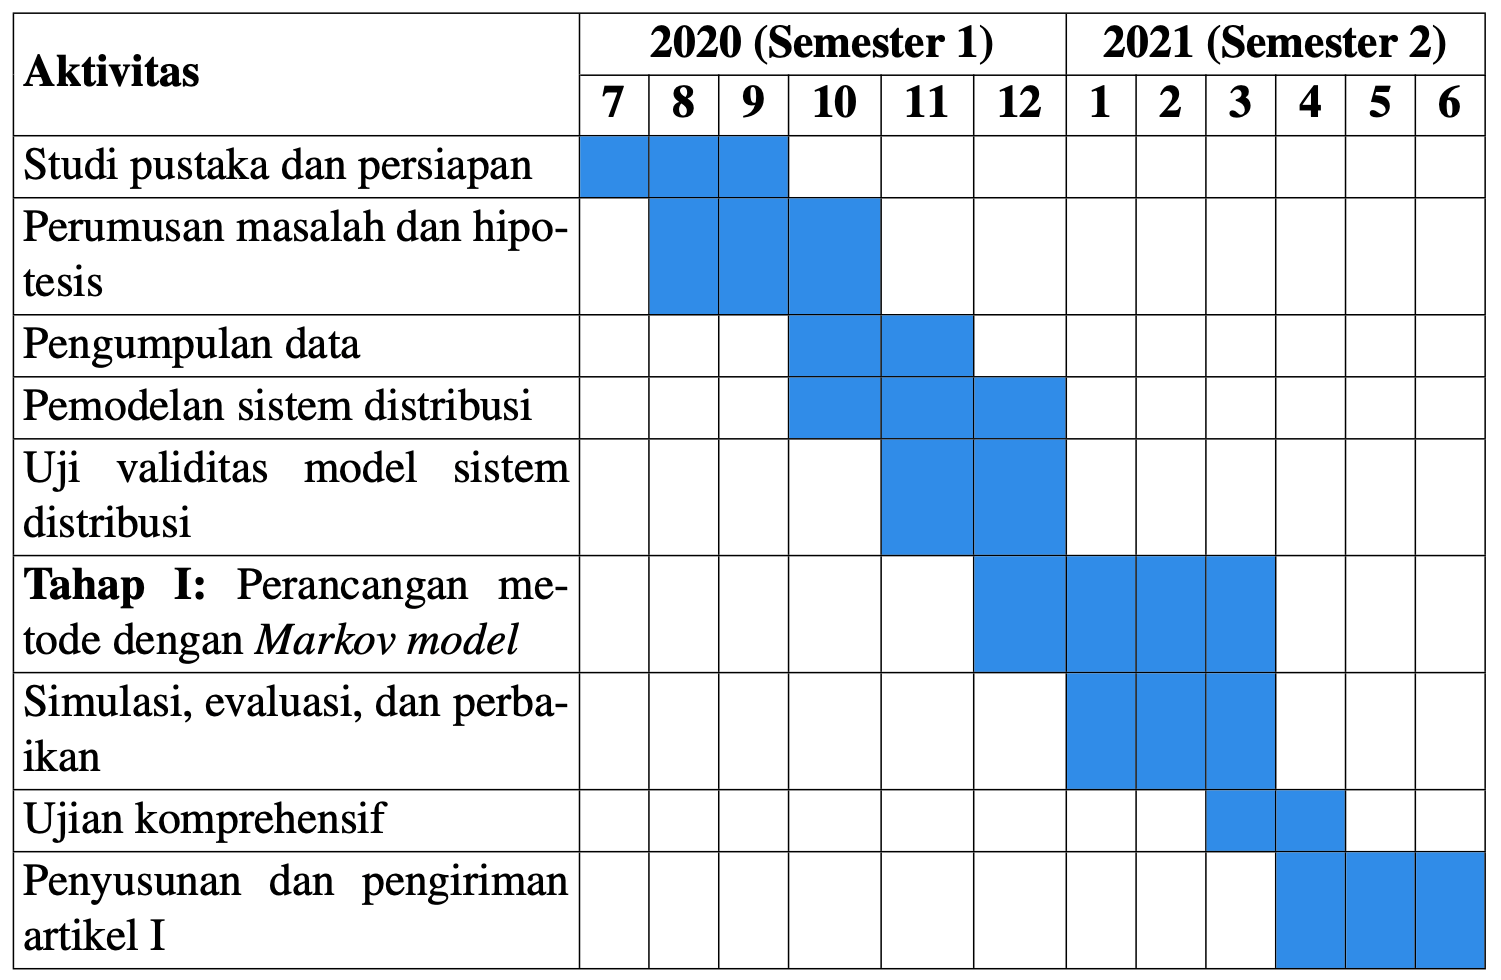 Aktivitas
2020 (Semester 1) 2021 (Semester 2)
7 8 9 10 11 12 1 2 3 4 5 6
Studi pustaka dan persiapan
Perumusan masalah dan hipo-
tesis
Pengumpulan data
Pemodelan sistem distribusi
Uji validitas model sistem
distribusi
Tahap I: Perancangan me-
tode dengan Markov model
Simulasi, evaluasi, dan perba-
ikan
Ujian komprehensif
Penyusunan dan pengiriman
artikel I